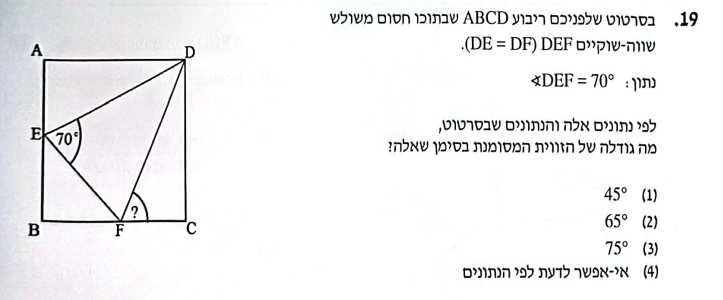 19. בסרטוט שלפניכם ריבוע ABCD שבתוכו חסום משולש
שווה-שוקיים DEF (DE = DF).
נתון: ∢DEF = 70°
לפי נתונים אלה והנתונים שבסרטוט,
מה גודלה של הזווית המסומנת בסימן שאלה?
(1) 45°
(2) 65°
(3) 75°
(4) אי-אפשר לדעת לפי הנתונים
A D
E 70°
?
B F C